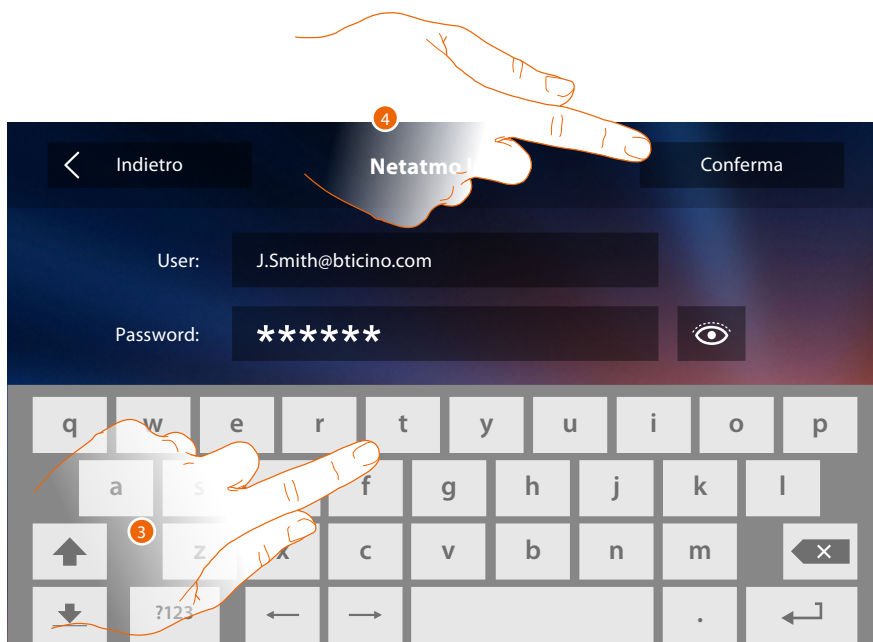 4
Indietro
Netatmo
Conferma
User:
J.Smith@bticino.com
Password:
******
q w e r t y u i o p
a s f g h j k l
3
z x c v b n m
?123 .